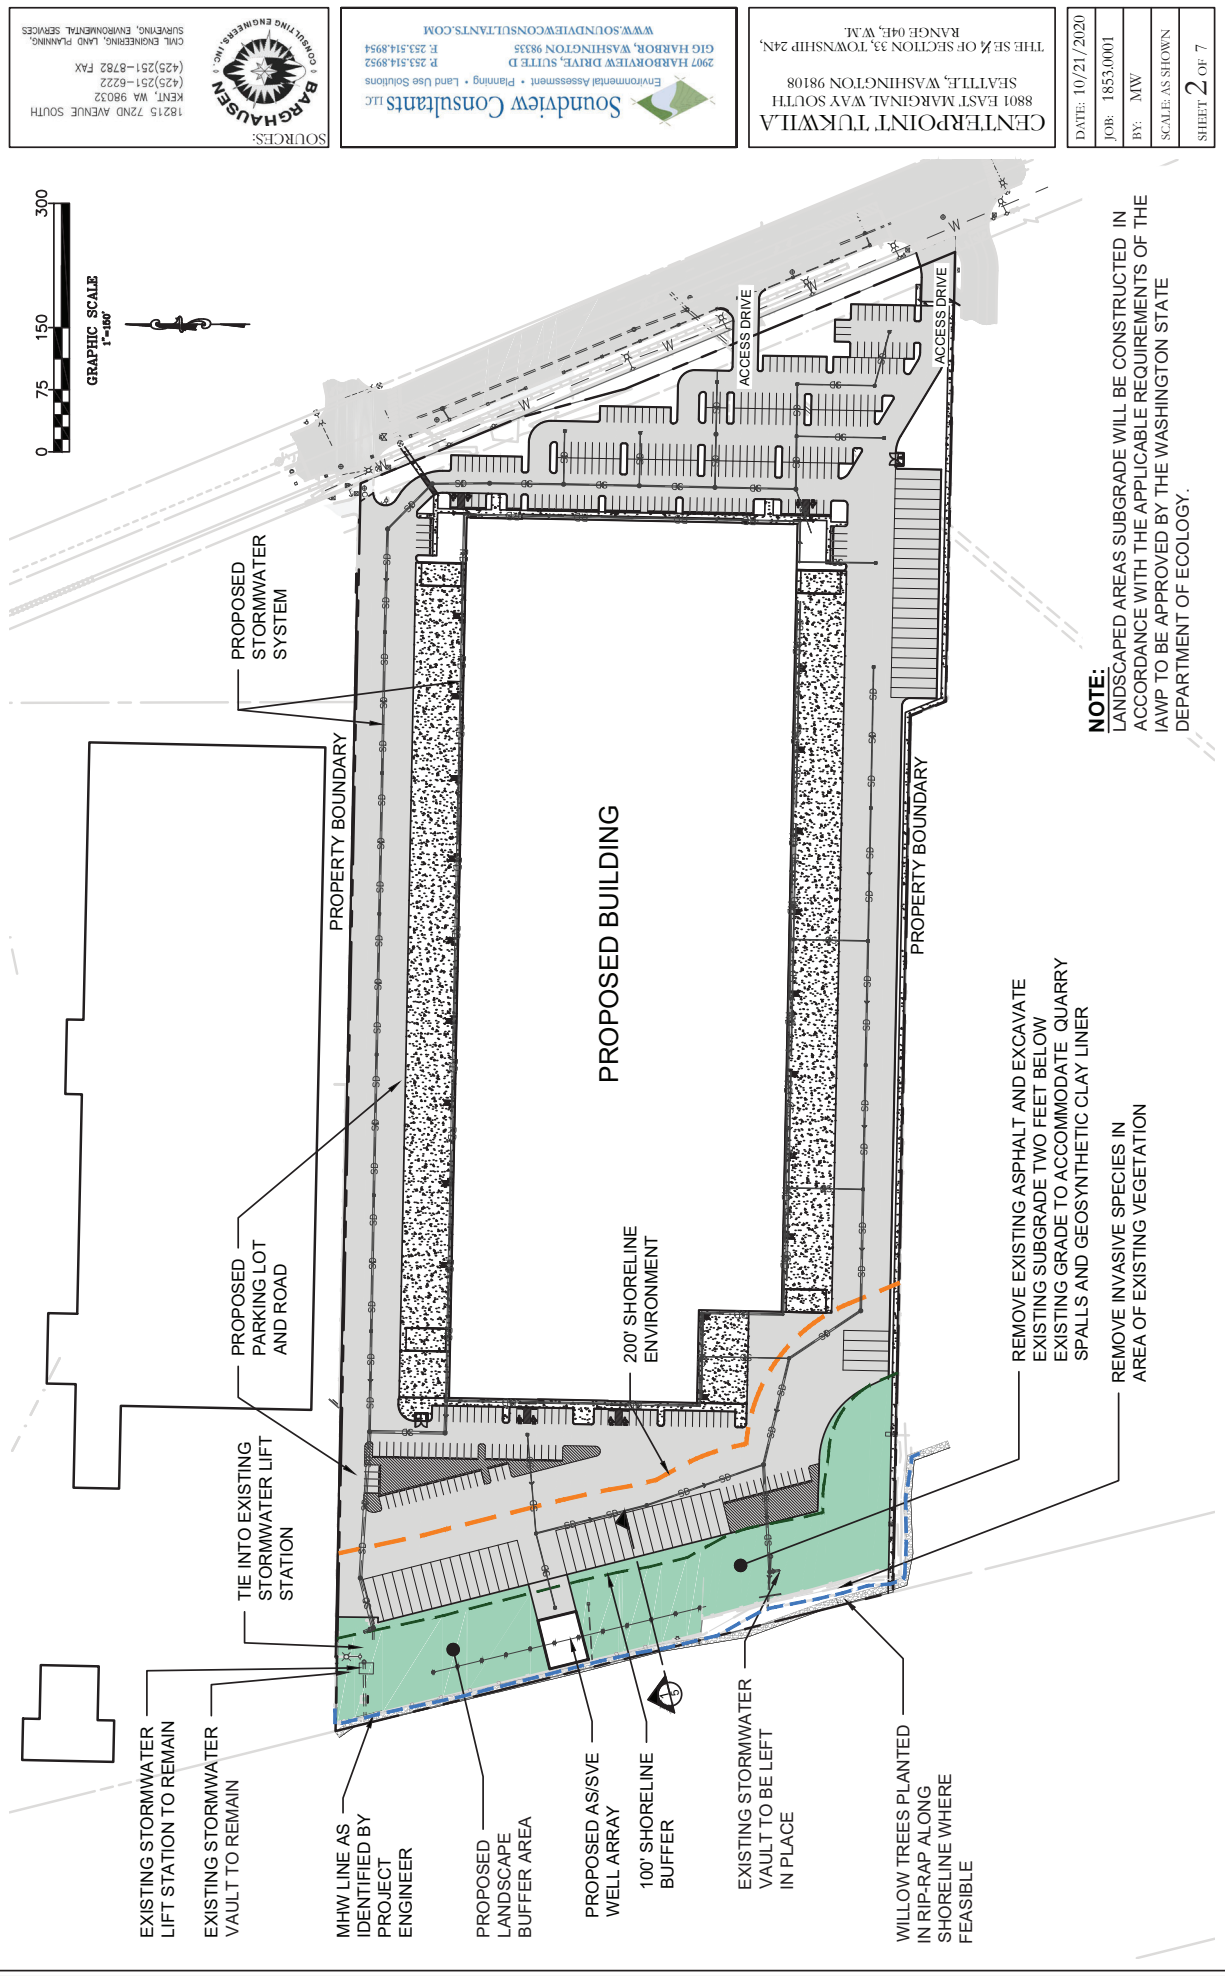 SOURCES:
BARGHAUSEN
CONSULTING ENGINEERS, INC.
18215 72ND AVENUE SOUTH
KENT, WA 98032
(425)251-6222
(425)251-8782 FAX
CIVIL ENGINEERING, LAND PLANNING,
SURVEYING, ENVIRONMENTAL SERVICES
Soundview Consultants LLC
Environmental Assessment • Planning • Land Use Solutions
2907 HARBORVIEW DRIVE, SUITE D
GIG HARBOR, WASHINGTON 98335
P. 253.514.8952
F. 253.514.8954
WWW.SOUNDVIEWCONSULTANTS.COM
CENTERPOINT TUKWILA
8801 EAST MARGINAL WAY SOUTH
SEATTLE, WASHINGTON 98108
THE SE ¼ OF SECTION 33, TOWNSHIP 24N,
RANGE 04E, W.M.
DATE: 10/21/2020
JOB: 1853.0001
BY: MW
SCALE: AS SHOWN
SHEET 2 OF 7
0 75 150 300
GRAPHIC SCALE
1"=150'
PROPOSED
STORMWATER
SYSTEM
PROPERTY BOUNDARY
PROPOSED
PARKING LOT
AND ROAD
TIE INTO EXISTING
STORMWATER LIFT
STATION
EXISTING STORMWATER
LIFT STATION TO REMAIN
EXISTING STORMWATER
VAULT TO REMAIN
MHW LINE AS
IDENTIFIED BY
PROJECT
ENGINEER
PROPOSED
LANDSCAPE
BUFFER AREA
PROPOSED AS/SVE
WELL ARRAY
100' SHORELINE
BUFFER
EXISTING STORMWATER
VAULT TO BE LEFT
IN PLACE
WILLOW TREES PLANTED
IN RIP-RAP ALONG
SHORELINE WHERE
FEASIBLE
200' SHORELINE
ENVIRONMENT
PROPOSED BUILDING
ACCESS DRIVE
ACCESS DRIVE
PROPERTY BOUNDARY
REMOVE EXISTING ASPHALT AND EXCAVATE
EXISTING SUBGRADE TWO FEET BELOW
EXISTING GRADE TO ACCOMMODATE QUARRY
SPALLS AND GEOSYNTHETIC CLAY LINER
REMOVE INVASIVE SPECIES IN
AREA OF EXISTING VEGETATION
NOTE:
LANDSCAPED AREAS SUBGRADE WILL BE CONSTRUCTED IN
ACCORDANCE WITH THE APPLICABLE REQUIREMENTS OF THE
IAWP TO BE APPROVED BY THE WASHINGTON STATE
DEPARTMENT OF ECOLOGY.